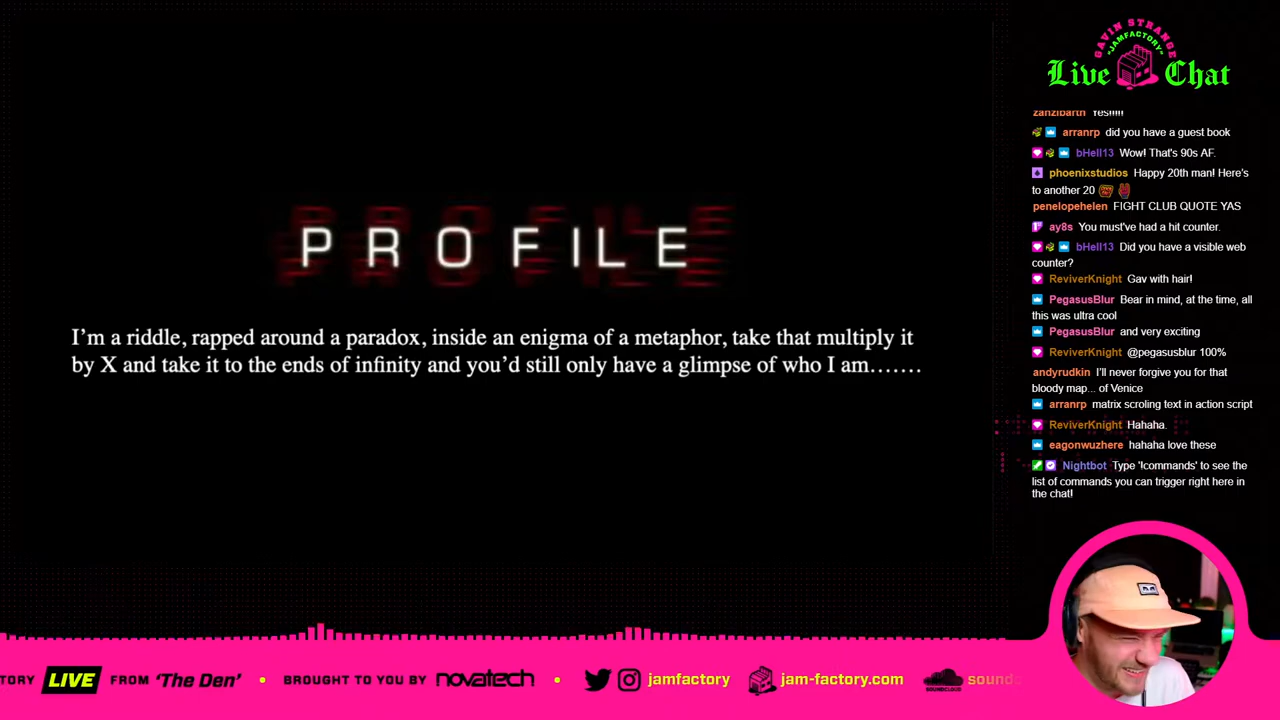 PROFILE
I’m a riddle, rapped around a paradox, inside an enigma of a metaphor, take that multiply it
by X and take it to the ends of infinity and you’d still only have a glimpse of who I am…….
GAVIN STRANGE
"JAMFACTORY"
Live Chat
zanzibarth Yes!!!!!
arranrp did you have a guest book
bHell13 Wow! That's 90s AF.
phoenixstudios Happy 20th man! Here's
to another 20
penelopehelen FIGHT CLUB QUOTE YAS
ay8s You must've had a hit counter.
bHell13 Did you have a visible web
counter?
ReviverKnight Gav with hair!
PegasusBlur Bear in mind, at the time, all
this was ultra cool
PegasusBlur and very exciting
ReviverKnight @pegasusblur 100%
andyrudkin I'll never forgive you for that
bloody map... of Venice
arranrp matrix scroling text in action script
ReviverKnight Hahaha.
eagonwuzhere hahaha love these
Nightbot Type '!commands' to see the
list of commands you can trigger right here in
the chat!
TORY LIVE FROM 'The Den' • BROUGHT TO YOU BY novatech • jamfactory jam-factory.com SOUNDCLOUD sounds